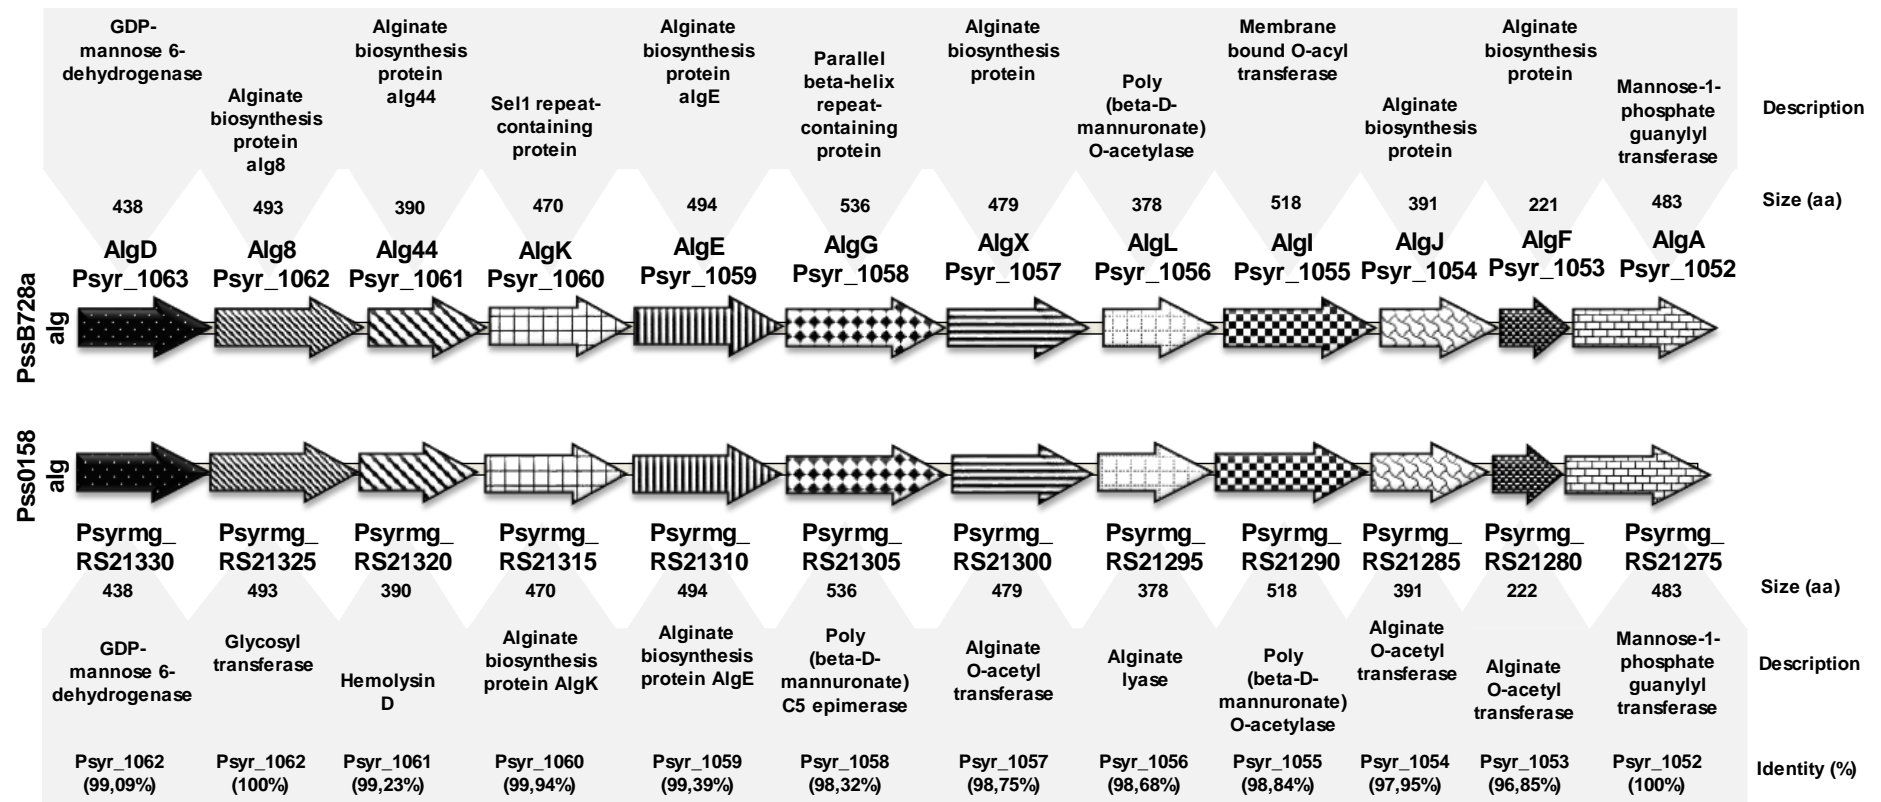 GDP-
mannose 6-
dehydrogenase
Alginate
biosynthesis
protein
alg8
Alginate
biosynthesis
protein
alg44
Sel1 repeat-
containing
protein
Alginate
biosynthesis
protein
algE
Parallel
beta-helix
repeat-
containing
protein
Alginate
biosynthesis
protein
Poly
(beta-D-
mannuronate)
O-acetylase
Membrane
bound O-acyl
transferase
Alginate
biosynthesis
protein
Alginate
biosynthesis
protein
Mannose-1-
phosphate
guanylyl
transferase
Description
438 493 390 470 494 536 479 378 518 391 221 483 Size (aa)
AlgD Alg8 Alg44 AlgK AlgE AlgG AlgX AlgL AlgI AlgJ AlgF AlgA
Psyr_1063 Psyr_1062 Psyr_1061 Psyr_1060 Psyr_1059 Psyr_1058 Psyr_1057 Psyr_1056 Psyr_1055 Psyr_1054 Psyr_1053 Psyr_1052
PssB728a
alg
Pss0158
alg
Psyrmg_ Psyrmg_ Psyrmg_ Psyrmg_ Psyrmg_ Psyrmg_ Psyrmg_ Psyrmg_ Psyrmg_ Psyrmg_ Psyrmg_ Psyrmg_
RS21330 RS21325 RS21320 RS21315 RS21310 RS21305 RS21300 RS21295 RS21290 RS21285 RS21280 RS21275
438 493 390 470 494 536 479 378 518 391 222 483 Size (aa)
GDP-
mannose 6-
dehydrogenase
Glycosyl
transferase
Hemolysin
D
Alginate
biosynthesis
protein AlgK
Alginate
biosynthesis
protein AlgE
Poly
(beta-D-
mannuronate)
C5 epimerase
Alginate
O-acetyl
transferase
Alginate
lyase
Poly
(beta-D-
mannuronate)
O-acetylase
Alginate
O-acetyl
transferase
Alginate
O-acetyl
transferase
Mannose-1-
phosphate
guanylyl
transferase
Description
Psyr_1062 Psyr_1062 Psyr_1061 Psyr_1060 Psyr_1059 Psyr_1058 Psyr_1057 Psyr_1056 Psyr_1055 Psyr_1054 Psyr_1053 Psyr_1052
(99,09%) (100%) (99,23%) (99,94%) (99,39%) (98,32%) (98,75%) (98,68%) (98,84%) (97,95%) (96,85%) (100%)
Identity (%)